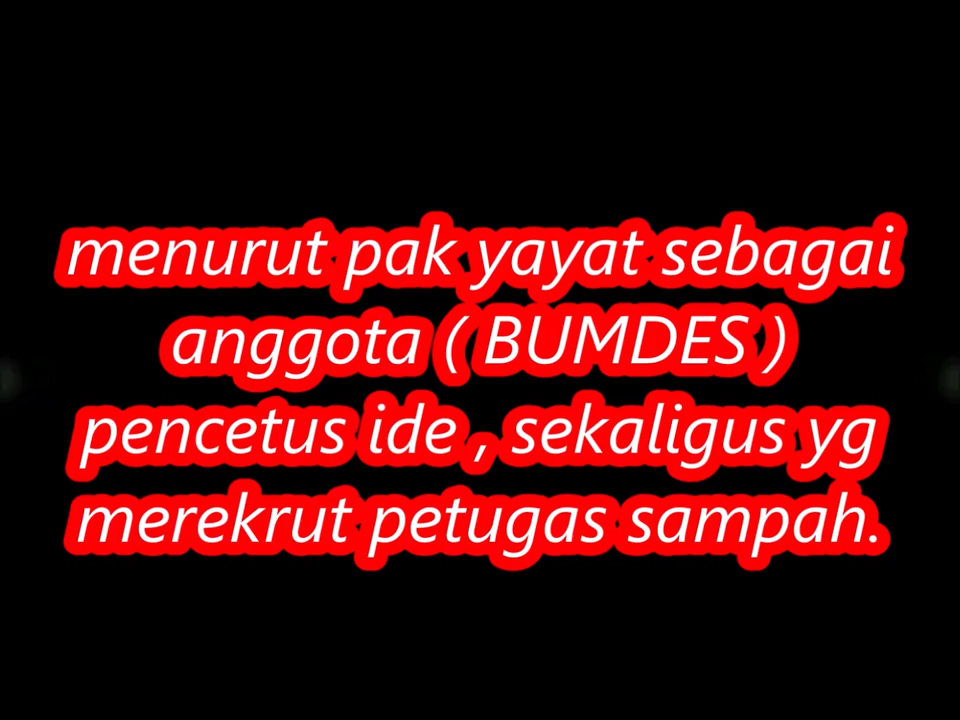 menurut pak yayat sebagai
anggota ( BUMDES )
pencetus ide , sekaligus yg
merekrut petugas sampah.